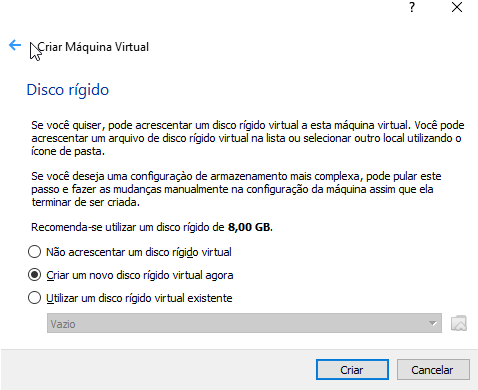 ?
Criar Máquina Virtual
Disco rígido
Se você quiser, pode acrescentar um disco rígido virtual a esta máquina virtual. Você pode
acrescentar um arquivo de disco rígido virtual na lista ou selecionar outro local utilizando o
ícone de pasta.
Se você deseja uma configuração de armazenamento mais complexa, pode pular este
passo e fazer as mudanças manualmente na configuração da máquina assim que ela
terminar de ser criada.
Recomenda-se utilizar um disco rígido de 8,00 GB.
Não acrescentar um disco rígido virtual
Criar um novo disco rígido virtual agora
Utilizar um disco rígido virtual existente
Vazio
Criar
Cancelar